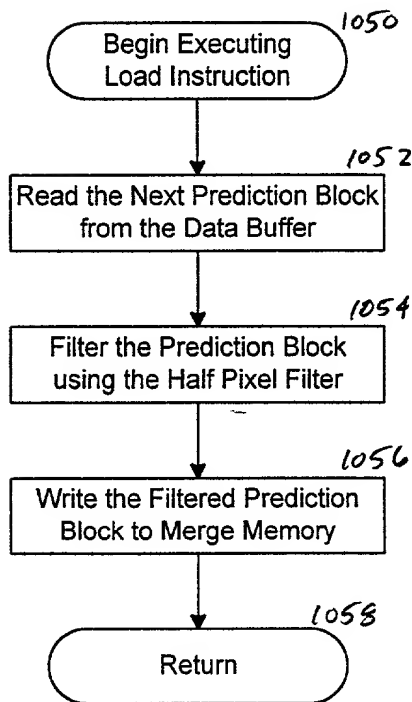 1050
Begin Executing
Load Instruction
1052
Read the Next Prediction Block
from the Data Buffer
1054
Filter the Prediction Block
using the Half Pixel Filter
1056
Write the Filtered Prediction
Block to Merge Memory
1058
Return